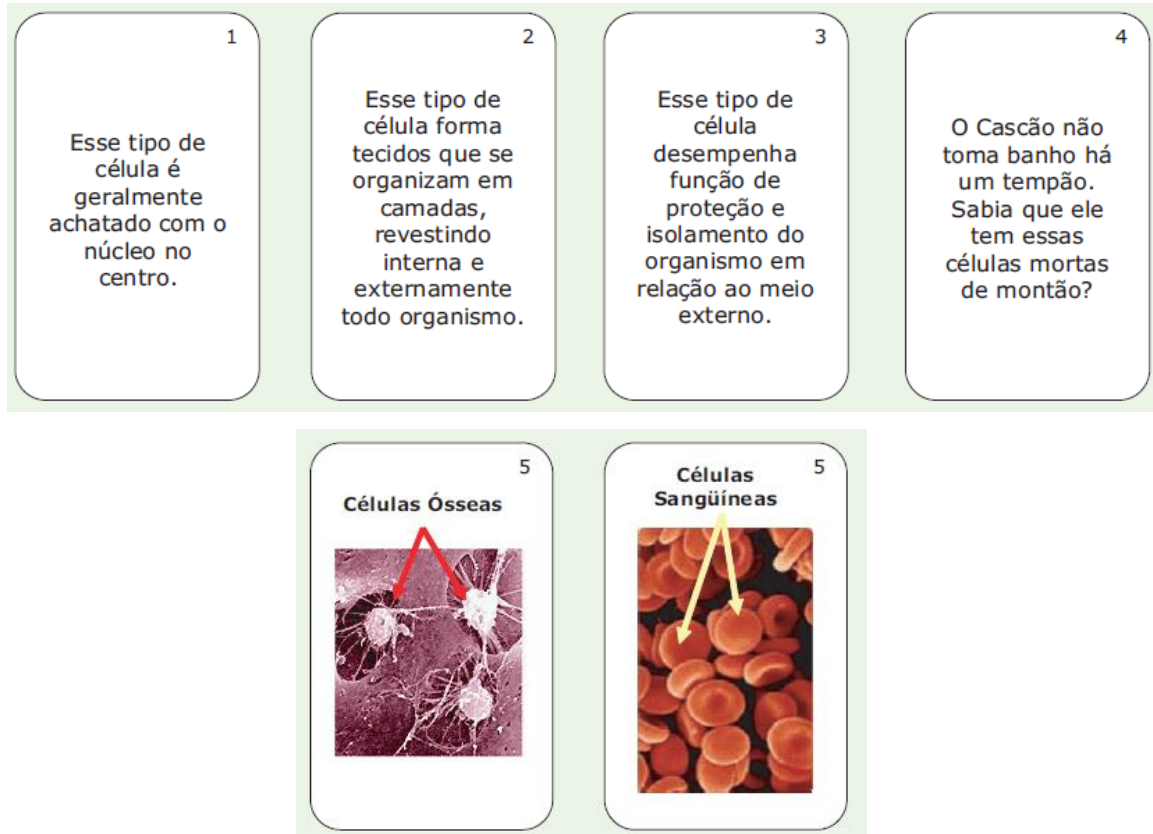 1
Esse tipo de
célula é
geralmente
achatado com o
núcleo no
centro.
2
Esse tipo de
célula forma
tecidos que se
organizam em
camadas,
revestindo
interna e
externamente
todo organismo.
3
Esse tipo de
célula
desempenha
função de
proteção e
isolamento do
organismo em
relação ao meio
externo.
4
O Cascão não
toma banho há
um tempão.
Sabia que ele
tem essas
células mortas
de montão?
5
Células Ósseas
5
Células
Sangüíneas